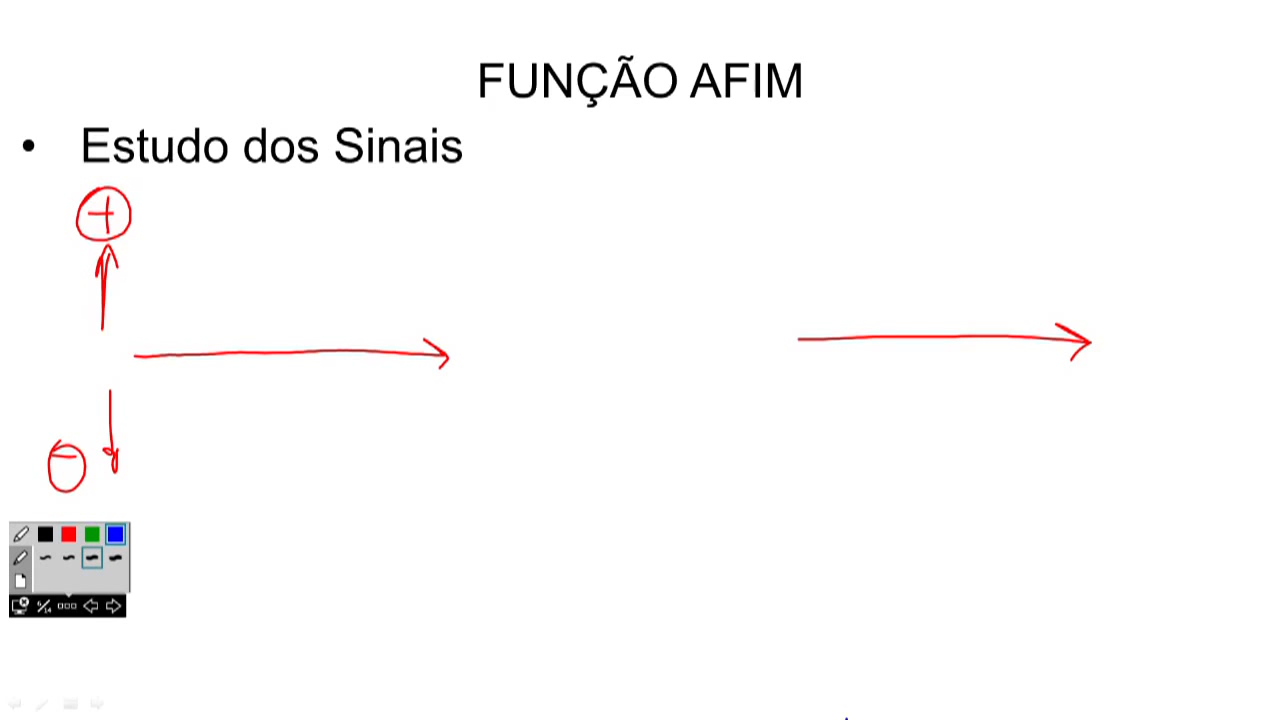 FUNÇÃO AFIM
• Estudo dos Sinais
+
-